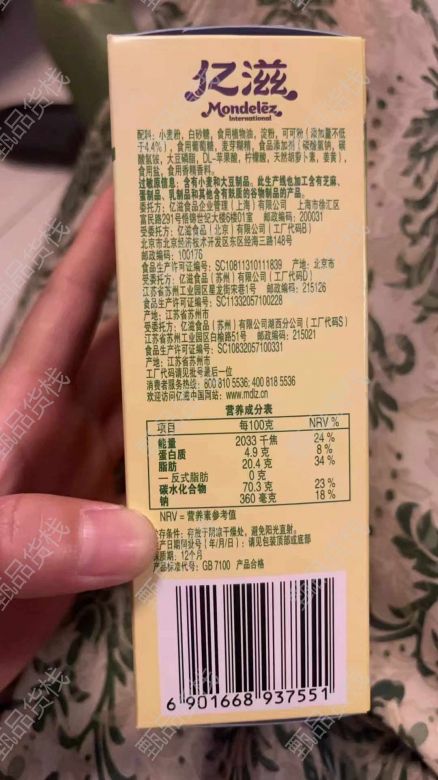 亿滋
Mondelēz
International
配料：小麦粉，白砂糖，食用植物油，淀粉，可可粉（添加量不低
于4.4%），食用葡萄糖，麦芽糊精，食品添加剂（碳酸氢钠，碳
酸氢铵，大豆磷脂，DL-苹果酸，柠檬酸，天然胡萝卜素，姜黄），
食用盐，食用香精香料。
过敏原信息：含有小麦和大豆制品。此生产线也加工含有芝麻、
蛋制品、乳制品和其他含有麸质的谷物制品的产品。
委托方：亿滋食品企业管理（上海）有限公司 上海市徐汇区
富民路291号悟锦世纪大楼6楼01室 邮政编码：200031
受委托方：亿滋食品（北京）有限公司（工厂代码B）
北京市北京经济技术开发区东区经海三路148号
邮政编码：100176
食品生产许可证编号：SC10811310111839 产地：北京市
受委托方：亿滋食品（苏州）有限公司（工厂代码D）
江苏省苏州工业园区星龙街宋巷1号 邮政编码：215126
食品生产许可证编号：SC11332057100228
产地：江苏省苏州市
受委托方：亿滋食品（苏州）有限公司湖西分公司（工厂代码S）
江苏省苏州工业园区白榆路51号 邮政编码：215021
食品生产许可证编号：SC10832057100331
产地：江苏省苏州市
工厂代码请见批号最后一位
消费者服务热线：800 810 5536; 400 818 5536
欢迎访问亿滋中国网站：www.mdlz.cn
营养成分表
项目 每100克 NRV %
能量 2033 千焦 24 %
蛋白质 4.9 克 8 %
脂肪 20.4 克 34 %
— 反式脂肪 0 克
碳水化合物 70.3 克 23 %
钠 360 毫克 18 %
NRV = 营养素参考值
贮存条件：存放于阴凉干燥处，避免阳光直射。
生产日期同批号（年/月/日）：请见包装顶部或底部
保质期：12个月
产品标准代号：GB 7100 产品合格
6 901668 937551
甄品货栈